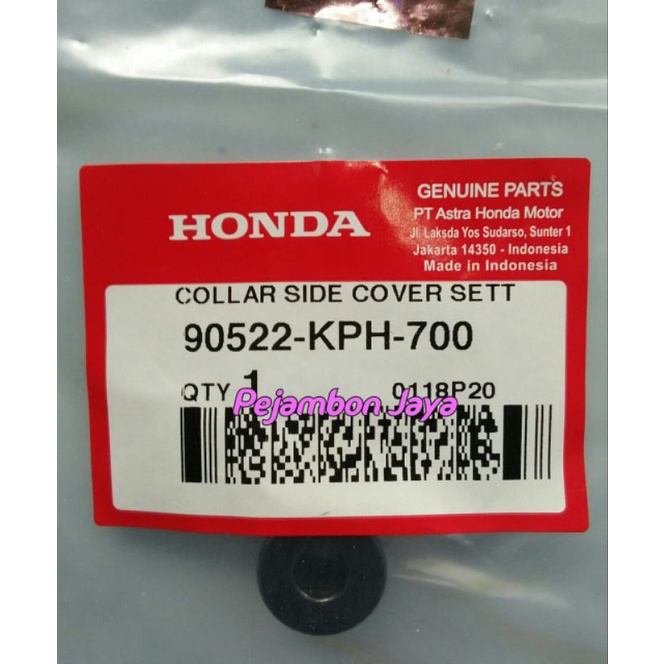 HONDA
GENUINE PARTS
PT Astra Honda Motor
Jl. Laksda Yos Sudarso, Sunter 1
Jakarta 14350 - Indonesia
Made in Indonesia
COLLAR SIDE COVER SETT
90522-KPH-700
QTY 1 0118P20
Pejambon Jaya